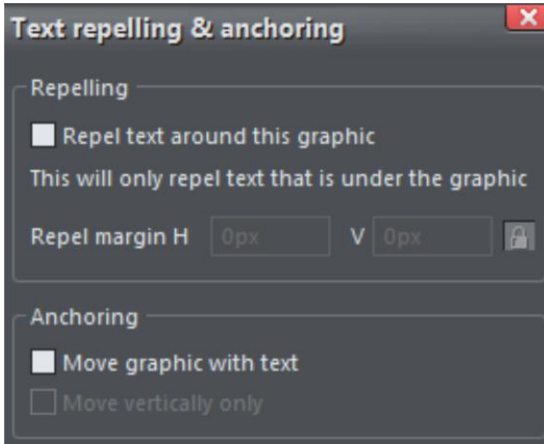 Text repelling & anchoring
Repelling
Repel text around this graphic
This will only repel text that is under the graphic
Repel margin H 0px V 0px
Anchoring
Move graphic with text
Move vertically only